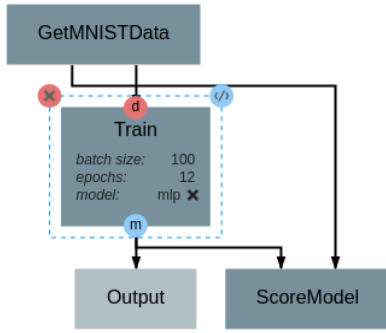 GetMNISTData
</>
d
Train
batch size: 100
epochs: 12
model: mlp ✖
m
Output
ScoreModel